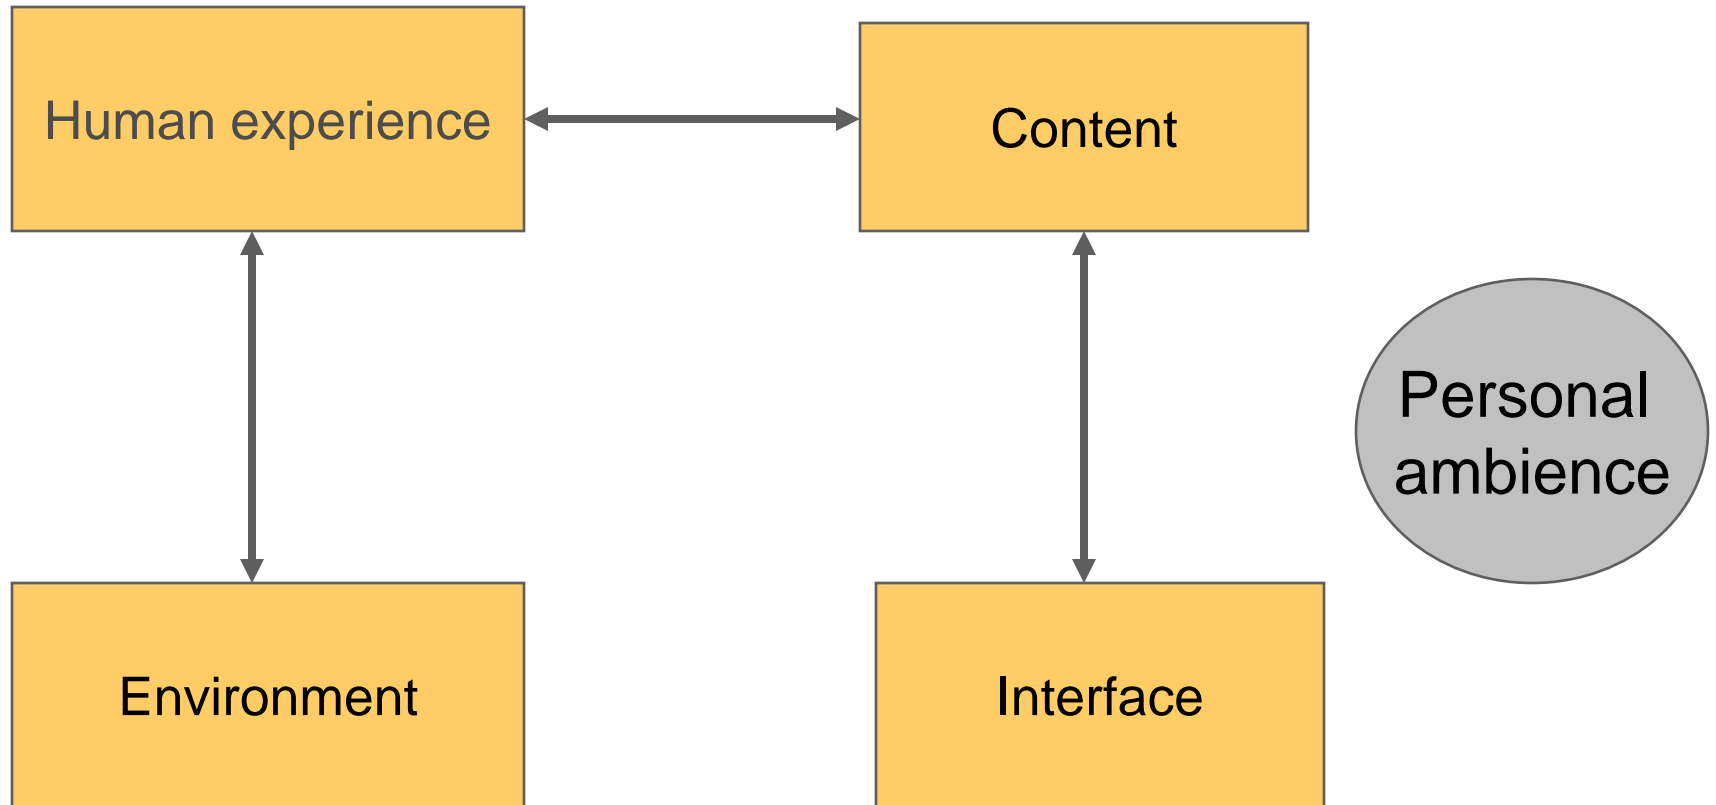 Human experience
Content
Personal
ambience
Environment
Interface